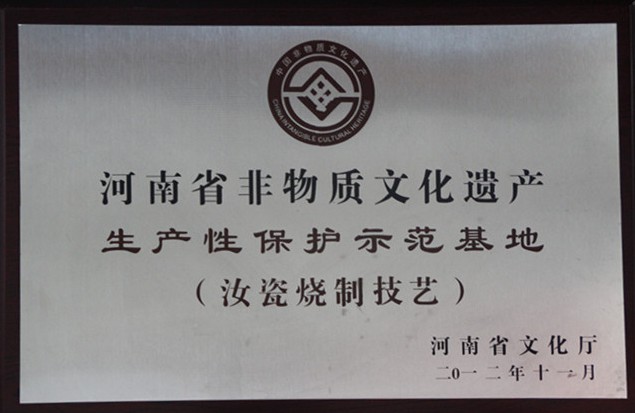 中国非物质文化遗产
CHINA INTANGIBLE CULTURAL HERITAGE
河南省非物质文化遗产
生产性保护示范基地
（汝瓷烧制技艺）
河南省文化厅
二0一二年十一月